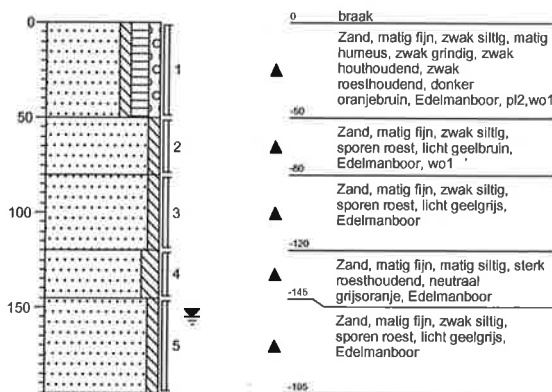 0
50
100
150
1
2
3
4
5
0 braak
Zand, matig fijn, zwak siltig, matig
humeus, zwak grindig, zwak
houthoudend, zwak
roesthoudend, donker
oranjebruin, Edelmanboor, pl2,wo1
-50
Zand, matig fijn, zwak siltig,
sporen roest, licht geelbruin,
Edelmanboor, wo1
-80
Zand, matig fijn, zwak siltig,
sporen roest, licht geelgrijs,
Edelmanboor
-120
Zand, matig fijn, matig siltig, sterk
roesthoudend, neutraal
grijsoranje, Edelmanboor
-145
Zand, matig fijn, zwak siltig,
sporen roest, licht geelgrijs,
Edelmanboor